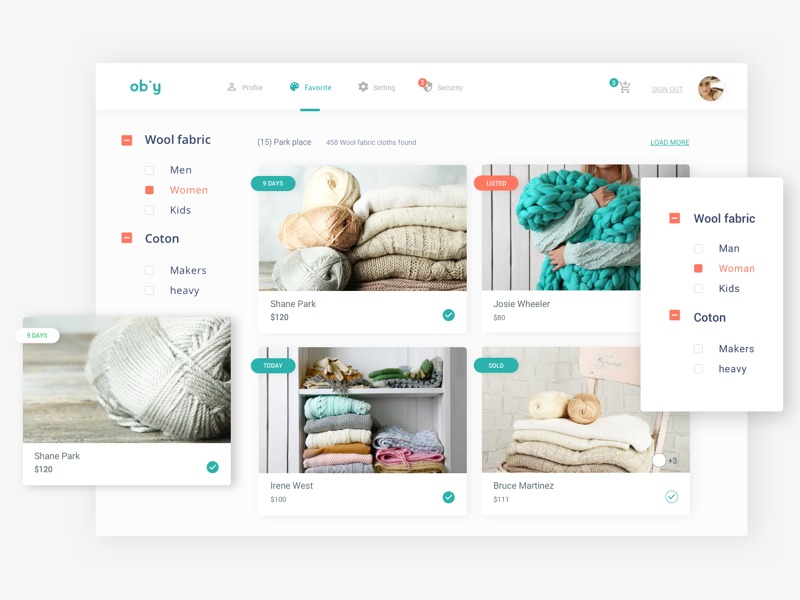 ob·y
Profile
Favorite
Setting
2
Security
3
SIGN OUT
Wool fabric
Men
Women
Kids
Coton
Makers
heavy
(15) Park place
458 Wool fabric cloths found
LOAD MORE
9 DAYS
Shane Park
$120
LISTED
Josie Wheeler
$80
TODAY
Irene West
$100
SOLD
+3
Bruce Martinez
$111
9 DAYS
Shane Park
$120
Wool fabric
Man
Woman
Kids
Coton
Makers
heavy